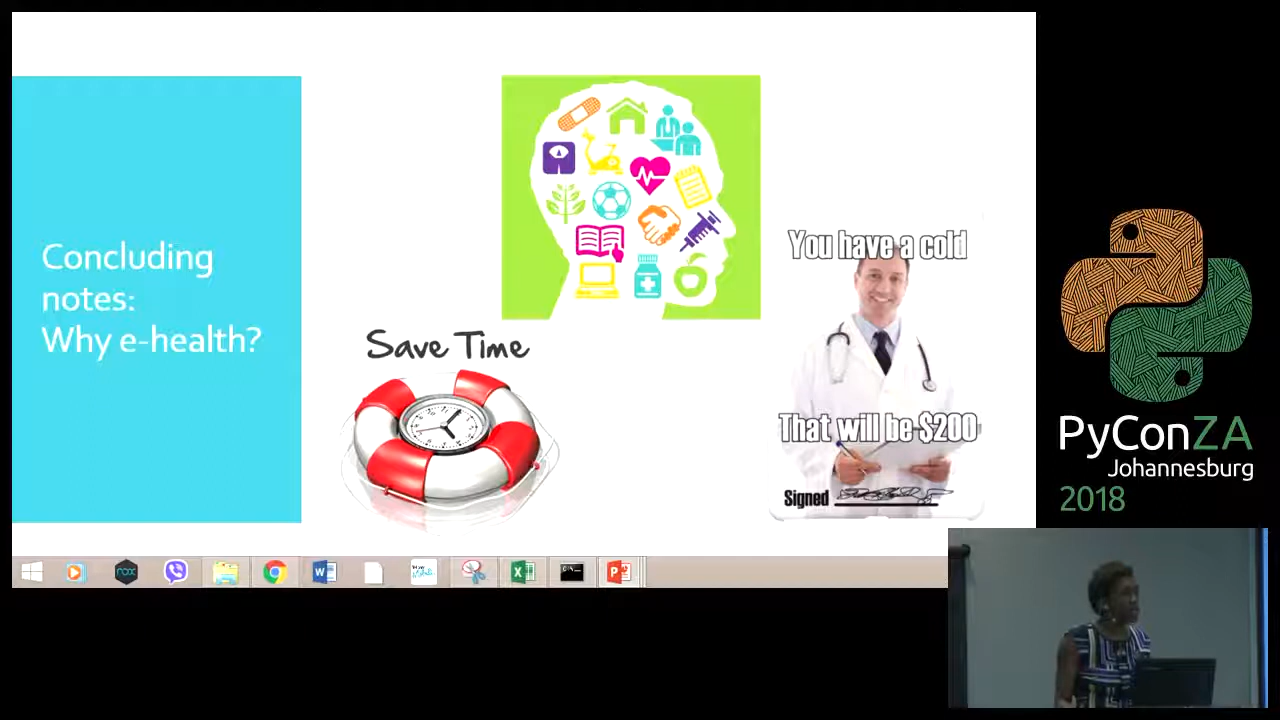 Concluding
notes:
Why e-health?
Save Time
You have a cold
That will be $200
Signed
PyConZA
Johannesburg
2018